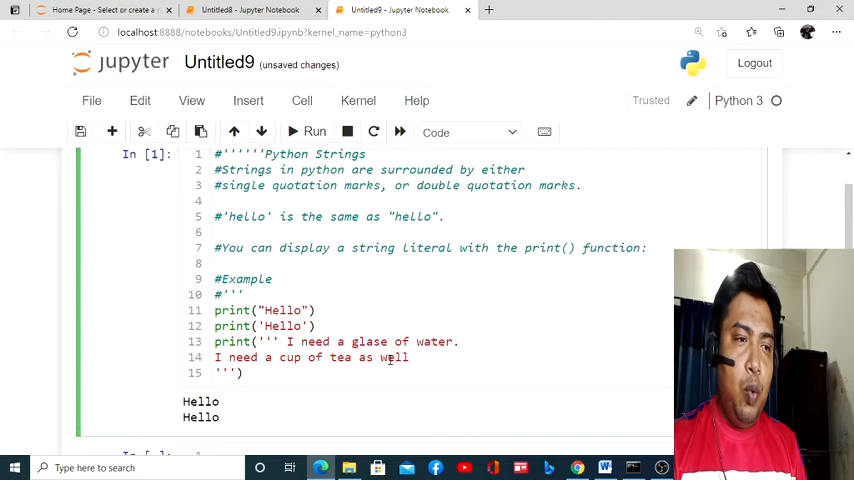 Home Page - Select or create a n
Untitled8 - Jupyter Notebook
Untitled9 - Jupyter Notebook
localhost:8888/notebooks/Untitled9.ipynb?kernel_name=python3
jupyter Untitled9 (unsaved changes)
Logout
File Edit View Insert Cell Kernel Help
Trusted
Python 3
Run
Code
In [1]:
1 #''''''Python Strings
2 #Strings in python are surrounded by either
3 #single quotation marks, or double quotation marks.
4
5 #'hello' is the same as "hello".
6
7 #You can display a string literal with the print() function:
8
9 #Example
10 #'''
11 print("Hello")
12 print('Hello')
13 print(''' I need a glase of water.
14 I need a cup of tea as well
15 ''')
Hello
Hello
1
Type here to search